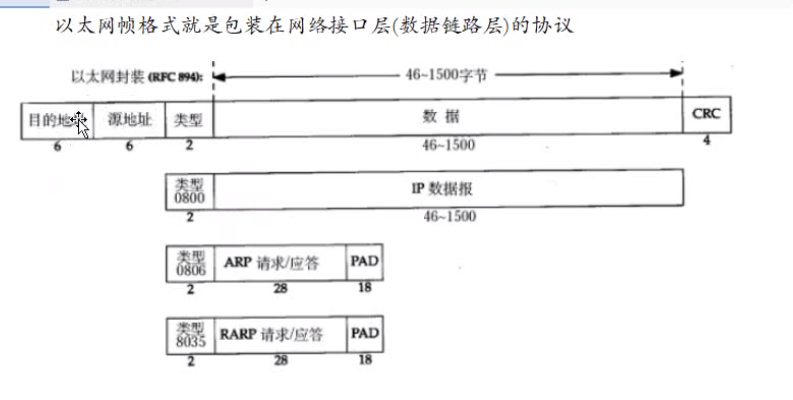 以太网帧格式就是包装在网络接口层(数据链路层)的协议
以太网封装 (RFC 894): 46~1500字节
目的地址 源地址 类型 数 据 CRC
6 6 2 46~1500 4
类型 0800 IP 数据报
2 46~1500
类型 0806 ARP 请求/应答 PAD
2 28 18
类型 8035 RARP 请求/应答 PAD
2 28 18